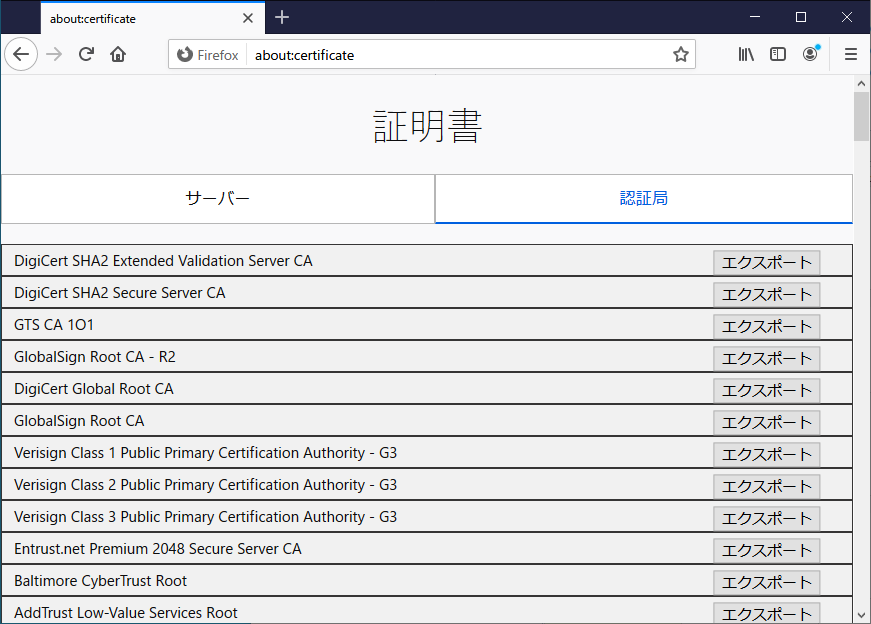 about:certificate
Firefox about:certificate
証明書
サーバー 認証局
DigiCert SHA2 Extended Validation Server CA エクスポート
DigiCert SHA2 Secure Server CA エクスポート
GTS CA 1O1 エクスポート
GlobalSign Root CA - R2 エクスポート
DigiCert Global Root CA エクスポート
GlobalSign Root CA エクスポート
Verisign Class 1 Public Primary Certification Authority - G3 エクスポート
Verisign Class 2 Public Primary Certification Authority - G3 エクスポート
Verisign Class 3 Public Primary Certification Authority - G3 エクスポート
Entrust.net Premium 2048 Secure Server CA エクスポート
Baltimore CyberTrust Root エクスポート
AddTrust Low-Value Services Root エクスポート